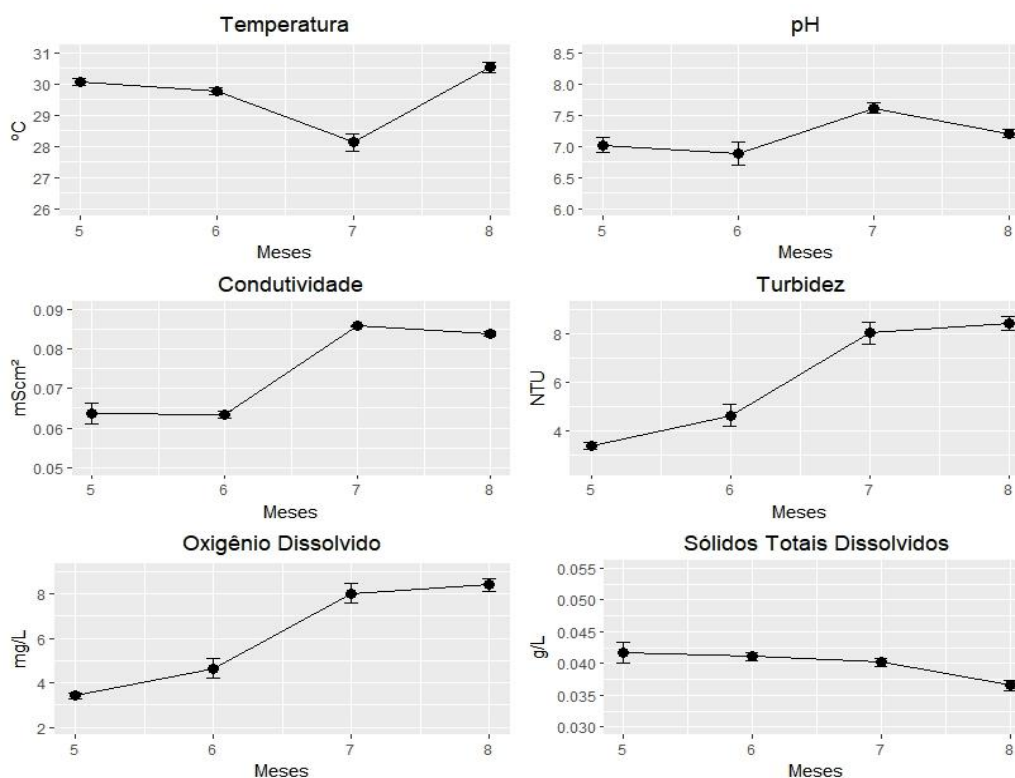 Temperatura
31
30
29
28
27
26
ºC
5 6 7 8
Meses
pH
8.5
8.0
7.5
7.0
6.5
6.0
5 6 7 8
Meses
Condutividade
0.09
0.08
0.07
0.06
0.05
mScm²
5 6 7 8
Meses
Turbidez
8
6
4
NTU
5 6 7 8
Meses
Oxigênio Dissolvido
8
6
4
2
mg/L
5 6 7 8
Meses
Sólidos Totais Dissolvidos
0.055
0.050
0.045
0.040
0.035
0.030
g/L
5 6 7 8
Meses